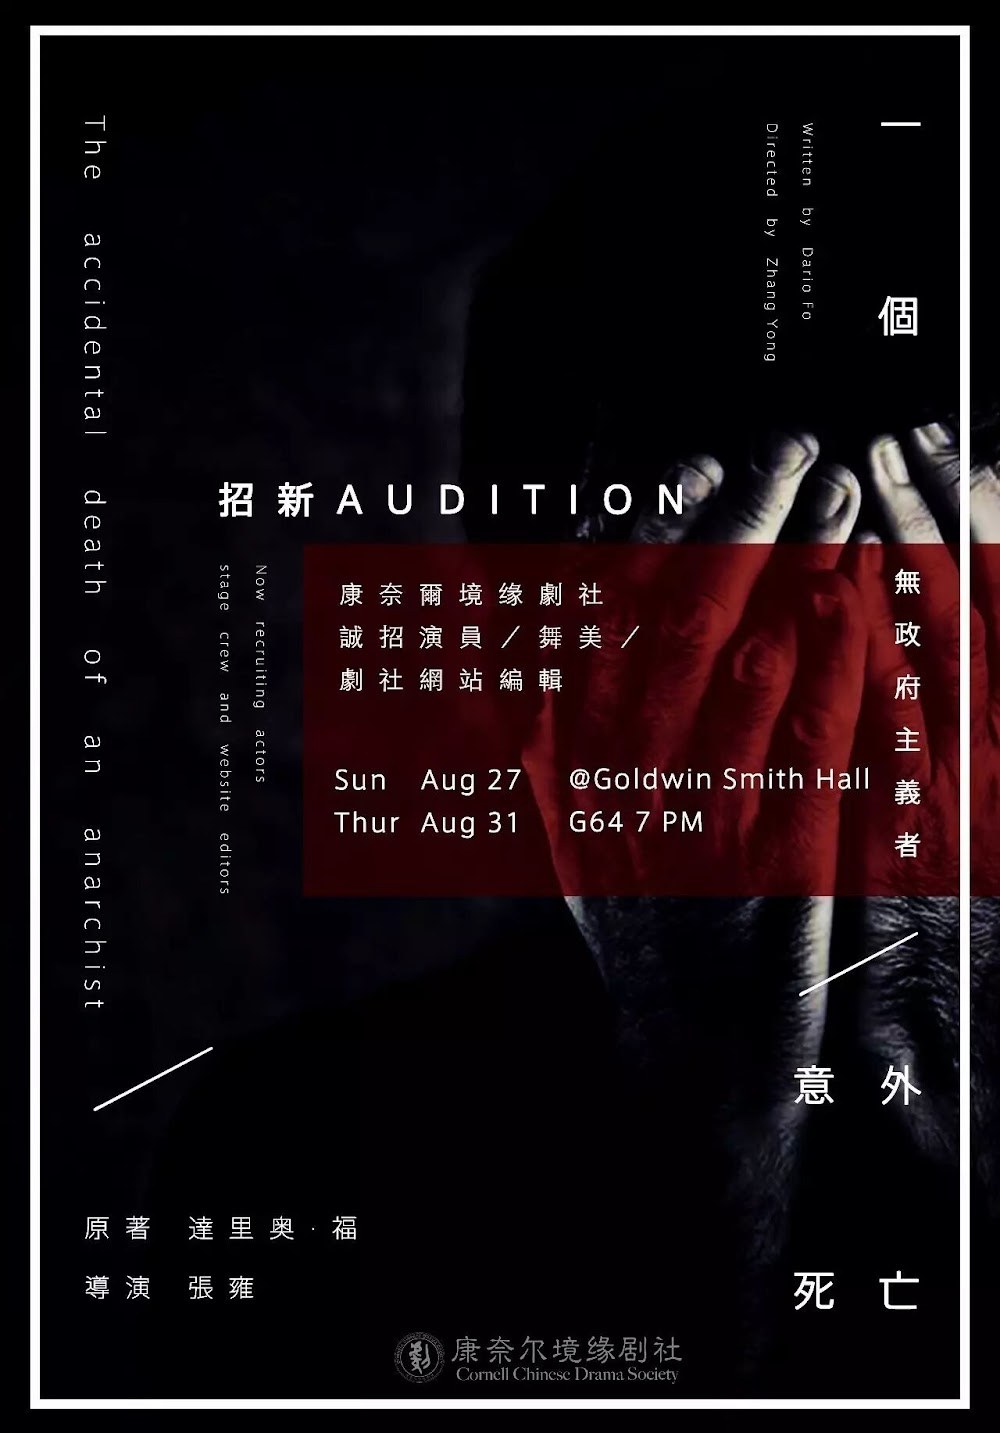 一個
無政府主義者
意外
死亡
Written by Dario Fo
Directed by Zhang Yong
The accidental death of an anarchist
招新AUDITION
Now recruiting actors
stage crew and website editors
康奈爾境缘劇社
誠招演員／舞美／
劇社網站編輯
Sun Aug 27 @Goldwin Smith Hall
Thur Aug 31 G64 7 PM
原著 達里奥·福
導演 張雍
康奈尔境缘剧社
Cornell Chinese Drama Society